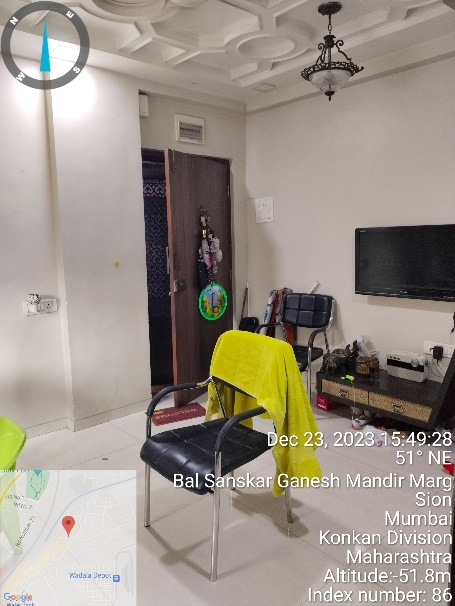 N
E
S
W
WELCOME
Dec 23, 2023 15:49:28
51° NE
Bal Sanskar Ganesh Mandir Marg
Sion
Mumbai
Konkan Division
Maharashtra
Altitude:-51.8m
Index number: 86
Wadala Depot
Google